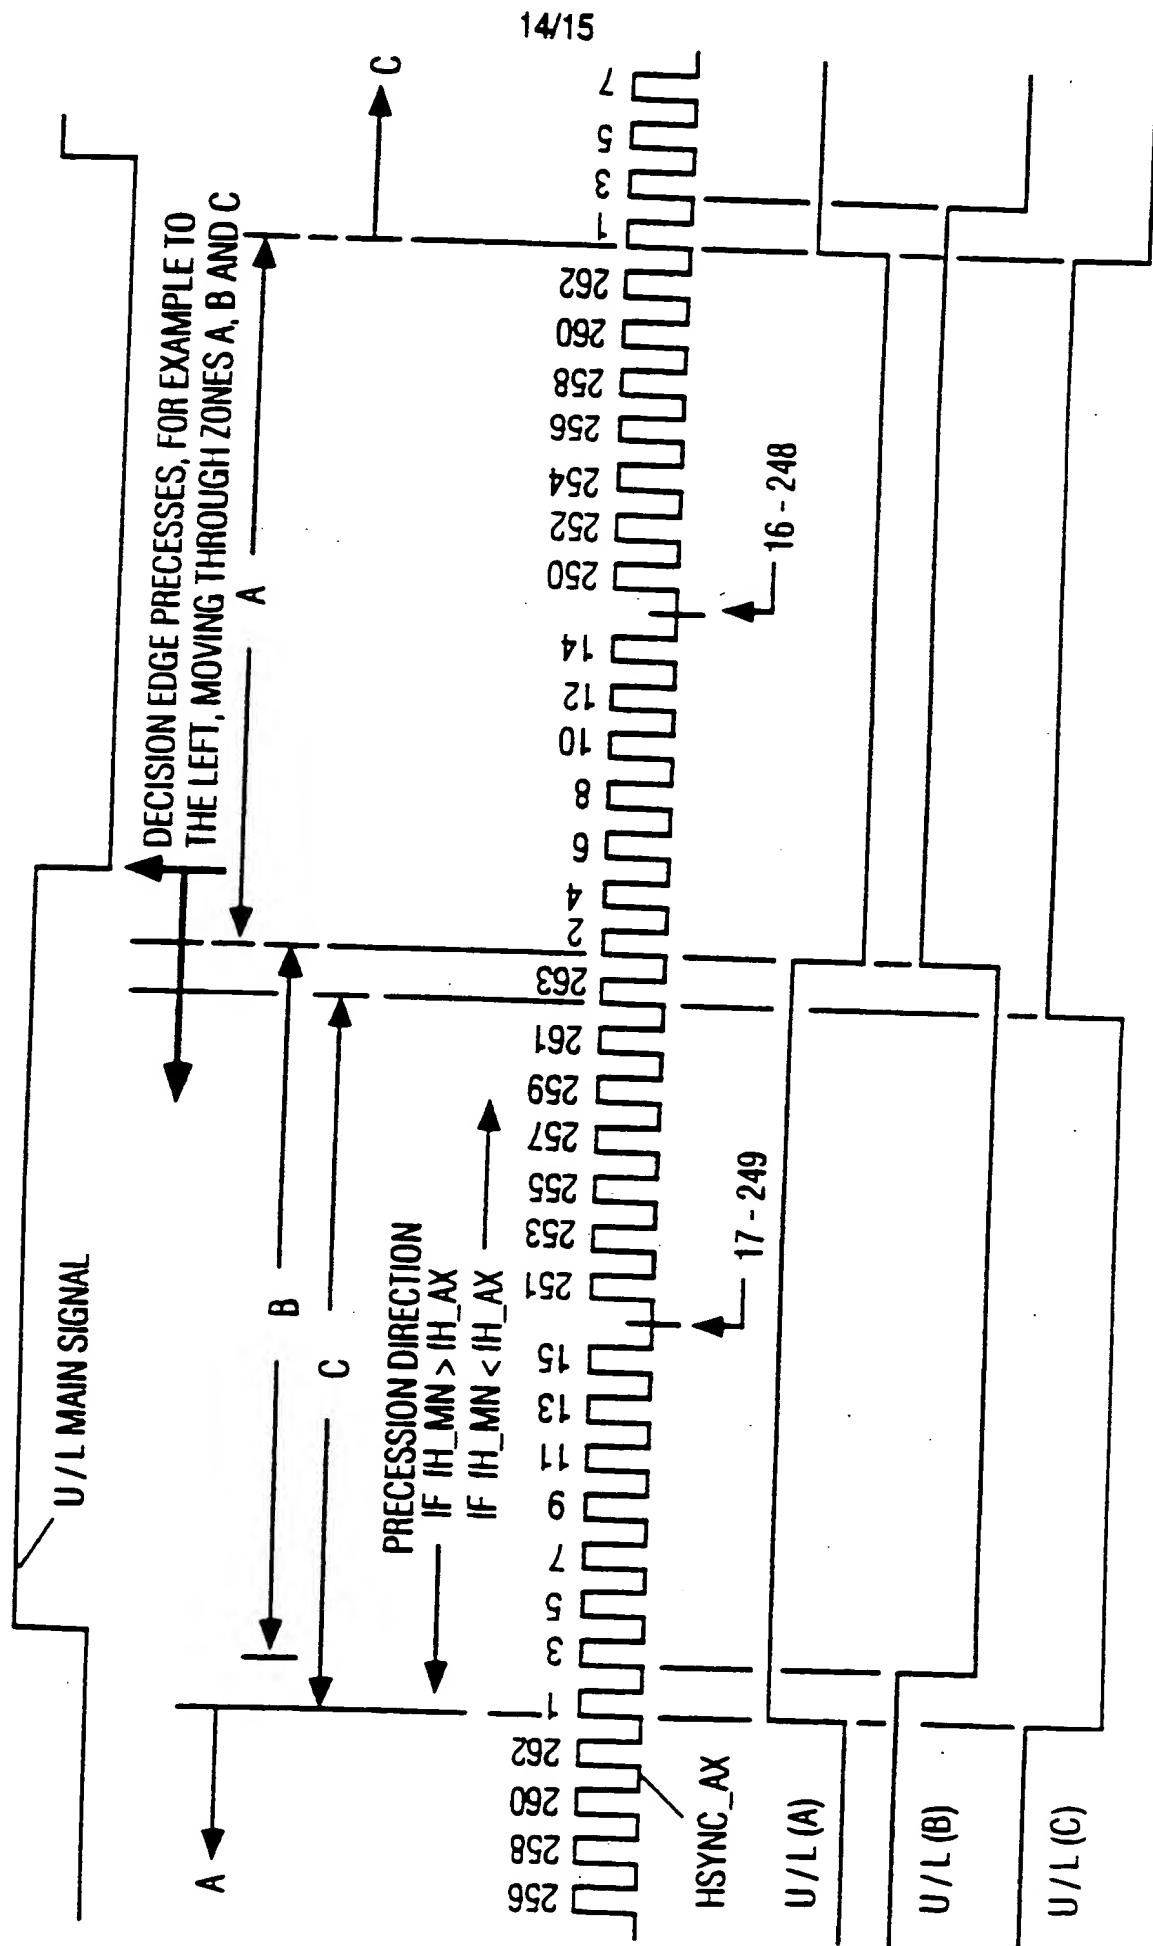 14/15
U / L MAIN SIGNAL
DECISION EDGE PRECESSES, FOR EXAMPLE TO
THE LEFT, MOVING THROUGH ZONES A, B AND C
A
A
B
C
C
PRECESSION DIRECTION
IF fH_MN > fH_AX
IF fH_MN < fH_AX
256 258 260 262 1 3 5 7 9 11 13 15 251 253 255 257 259 261 263 2 4 6 8 10 12 14 250 252 254 256 258 260 262 1 3 5 7
17 - 249
16 - 248
HSYNC_AX
U / L (A)
U / L (B)
U / L (C)